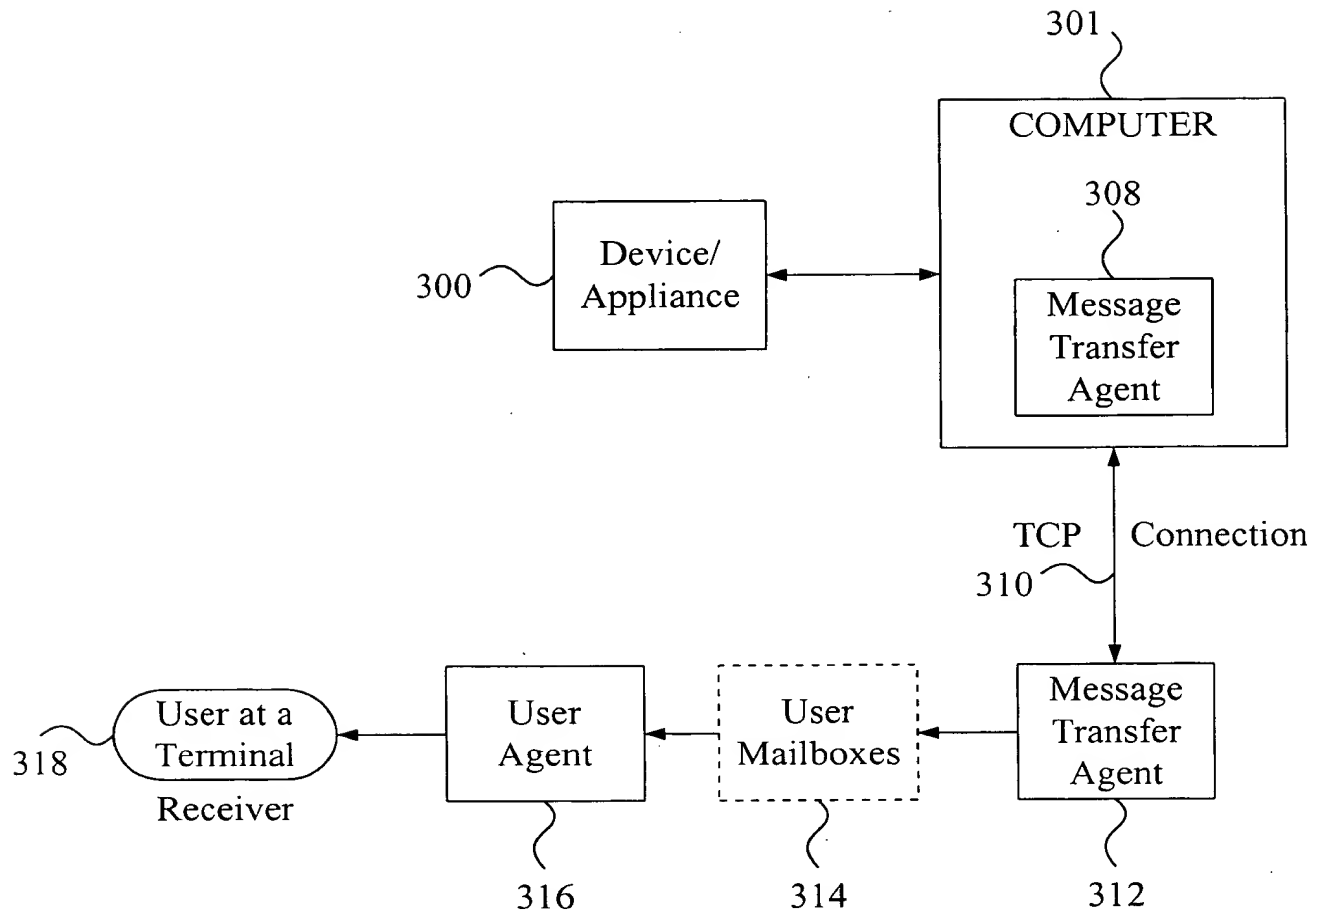 301
COMPUTER
308
Message
Transfer
Agent
Device/
Appliance
300
TCP Connection
310
Message
Transfer
Agent
312
User
Mailboxes
314
User
Agent
316
User at a
Terminal
318
Receiver